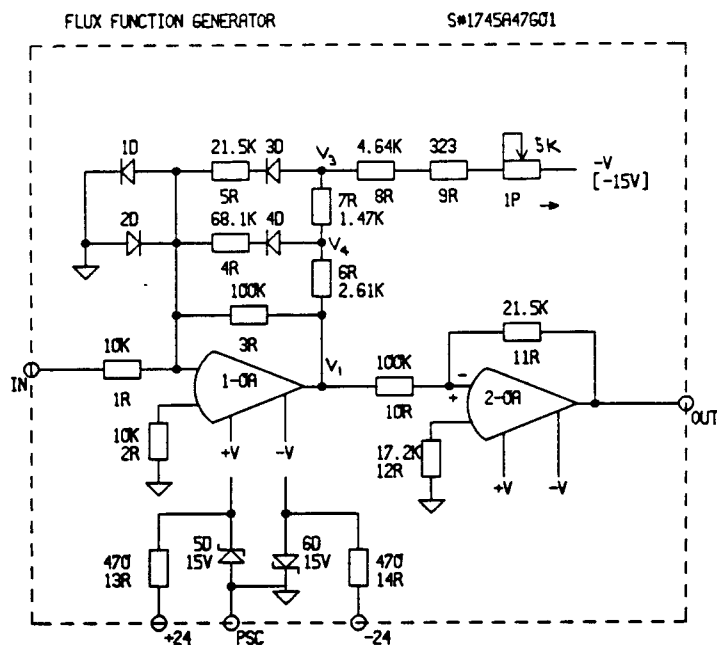 FLUX FUNCTION GENERATOR S#1745A47G01
1D 21.5K 3D V3 4.64K 323 5K
-V
[-15V]
5R 7R 8R 9R 1P
1.47K
2D 68.1K 4D V4
4R 6R
2.61K
100K 21.5K
3R 11R
10K V1 100K
IN 1R 1-OA 10R - + 2-OA OUT
10K
2R +V -V 17.2K
12R +V -V
470
13R
5D
15V
6D
15V
470
14R
+24 PSC -24